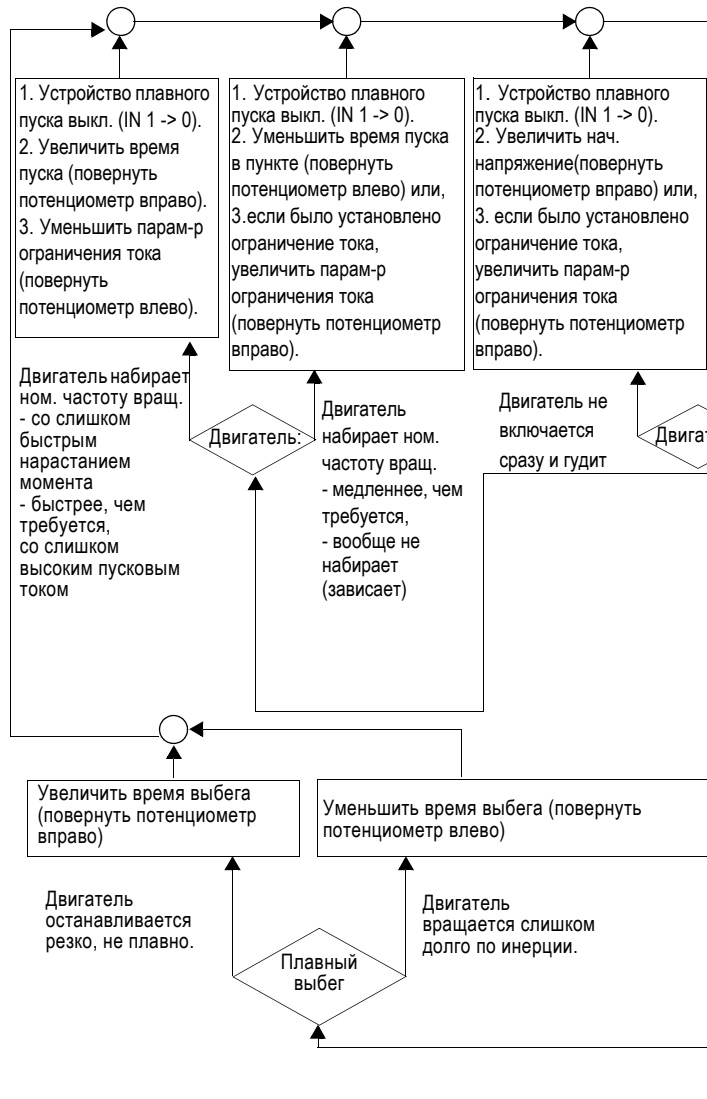 1. Устройство плавного
пуска выкл. (IN 1 -> 0).
2. Увеличить время
пуска (повернуть
потенциометр вправо).
3. Уменьшить парам-р
ограничения тока
(повернуть
потенциометр влево).
1. Устройство плавного
пуска выкл. (IN 1 -> 0).
2. Уменьшить время пуска
в пункте (повернуть
потенциометр влево) или,
3.если было установлено
ограничение тока,
увеличить парам-р
ограничения тока
(повернуть потенциометр
вправо).
1. Устройство плавного
пуска выкл. (IN 1 -> 0).
2. Увеличить нач.
напряжение(повернуть
потенциометр вправо) или,
3. если было установлено
ограничение тока,
увеличить парам-р
ограничения тока
(повернуть потенциометр
вправо).
Двигатель набирает
ном. частоту вращ.
- со слишком
быстрым
нарастанием
момента
- быстрее, чем
требуется,
со слишком
высоким пусковым
током
Двигатель:
Двигатель
набирает ном.
частоту вращ.
- медленнее, чем
требуется,
- вообще не
набирает
(зависает)
Двигатель не
включается
сразу и гудит
Двигат
Увеличить время выбега
(повернуть потенциометр
вправо)
Уменьшить время выбега (повернуть
потенциометр влево)
Двигатель
останавливается
резко, не плавно.
Плавный
выбег
Двигатель
вращается слишком
долго по инерции.